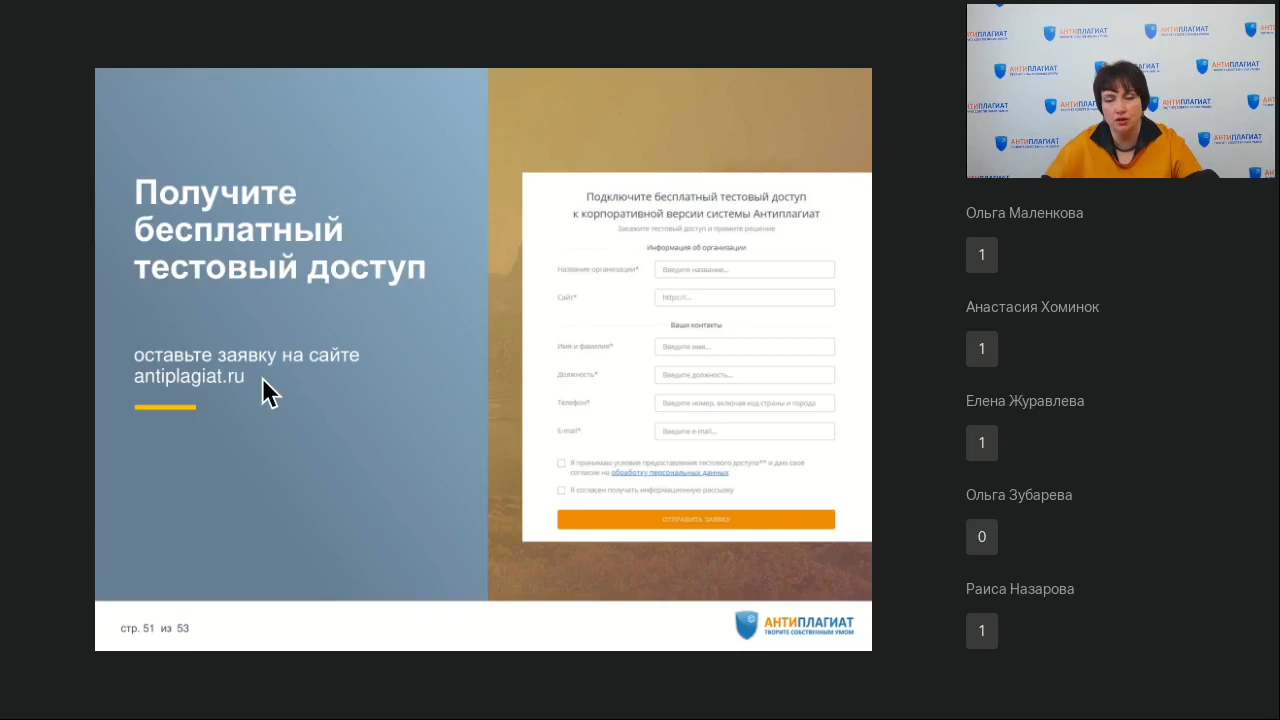 Получите
бесплатный
тестовый доступ
оставьте заявку на сайте
antiplagiat.ru
Подключите бесплатный тестовый доступ
к корпоративной версии системы Антиплагиат
Закажите тестовый доступ и примите решение
Информация об организации
Название организации*
Введите название...
Сайт*
https://...
Ваши контакты
Имя и фамилия*
Введите имя...
Должность*
Введите должность...
Телефон*
Введите номер, включая код страны и города
E-mail*
Введите e-mail...
Я принимаю условия предоставления тестового доступа** и даю своё
согласие на обработку персональных данных
Я согласен получать информационную рассылку
ОТПРАВИТЬ ЗАЯВКУ
стр. 51 из 53
АНТИПЛАГИАТ
ТВОРИТЕ СОБСТВЕННЫМ УМОМ
АНТИПЛАГИАТ
Ольга Маленкова
1
Анастасия Хоминок
1
Елена Журавлева
1
Ольга Зубарева
0
Раиса Назарова
1